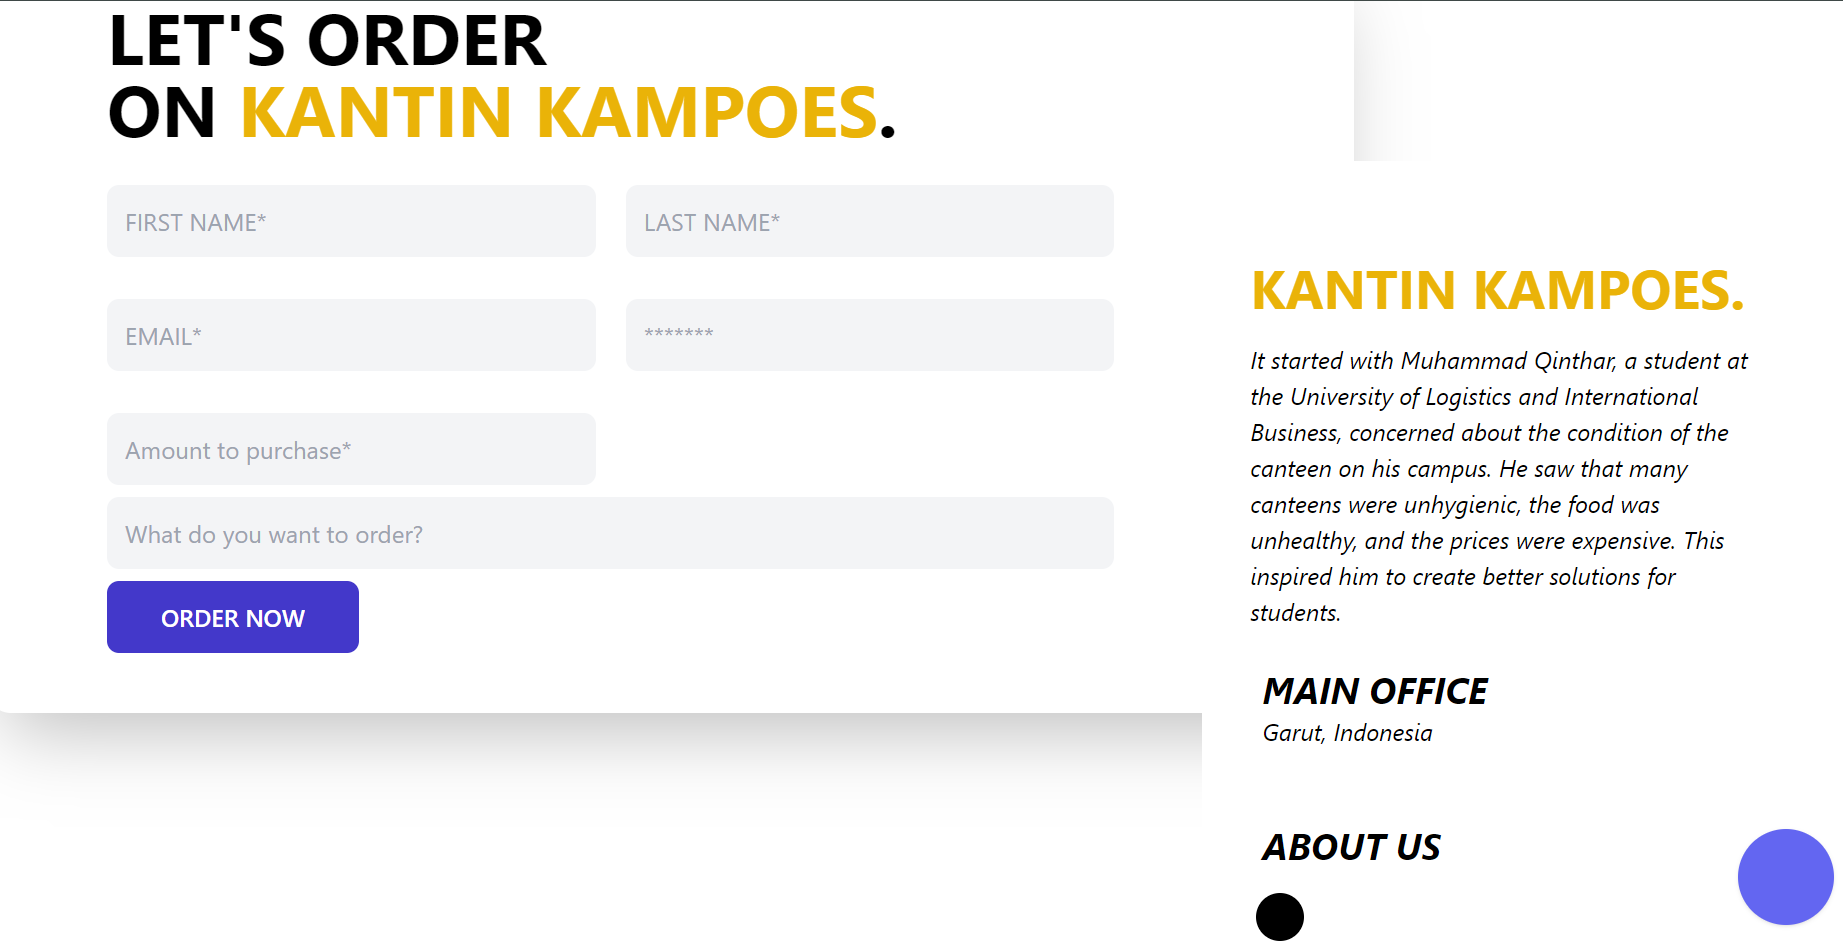 LET'S ORDER
ON KANTIN KAMPOES.
FIRST NAME*
LAST NAME*
EMAIL*
*******
Amount to purchase*
What do you want to order?
ORDER NOW
KANTIN KAMPOES.
It started with Muhammad Qinthar, a student at
the University of Logistics and International
Business, concerned about the condition of the
canteen on his campus. He saw that many
canteens were unhygienic, the food was
unhealthy, and the prices were expensive. This
inspired him to create better solutions for
students.
MAIN OFFICE
Garut, Indonesia
ABOUT US